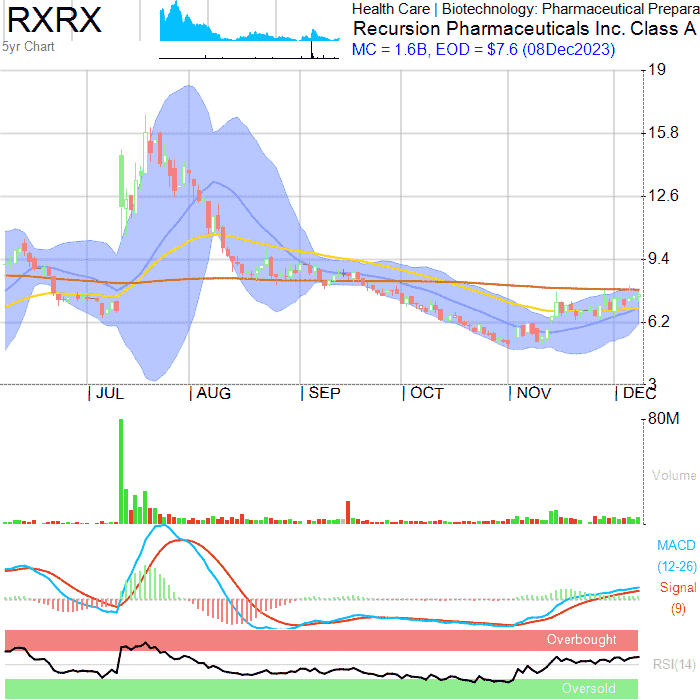 RXRX
5yr Chart
Health Care | Biotechnology: Pharmaceutical Prepara
Recursion Pharmaceuticals Inc. Class A
MC = 1.6B, EOD = $7.6 (08Dec2023)
19
15.8
12.6
9.4
6.2
3
| JUL | AUG | SEP | OCT | NOV | DEC
80M
Volume
MACD
(12-26)
Signal
(9)
Overbought
RSI(14)
Oversold